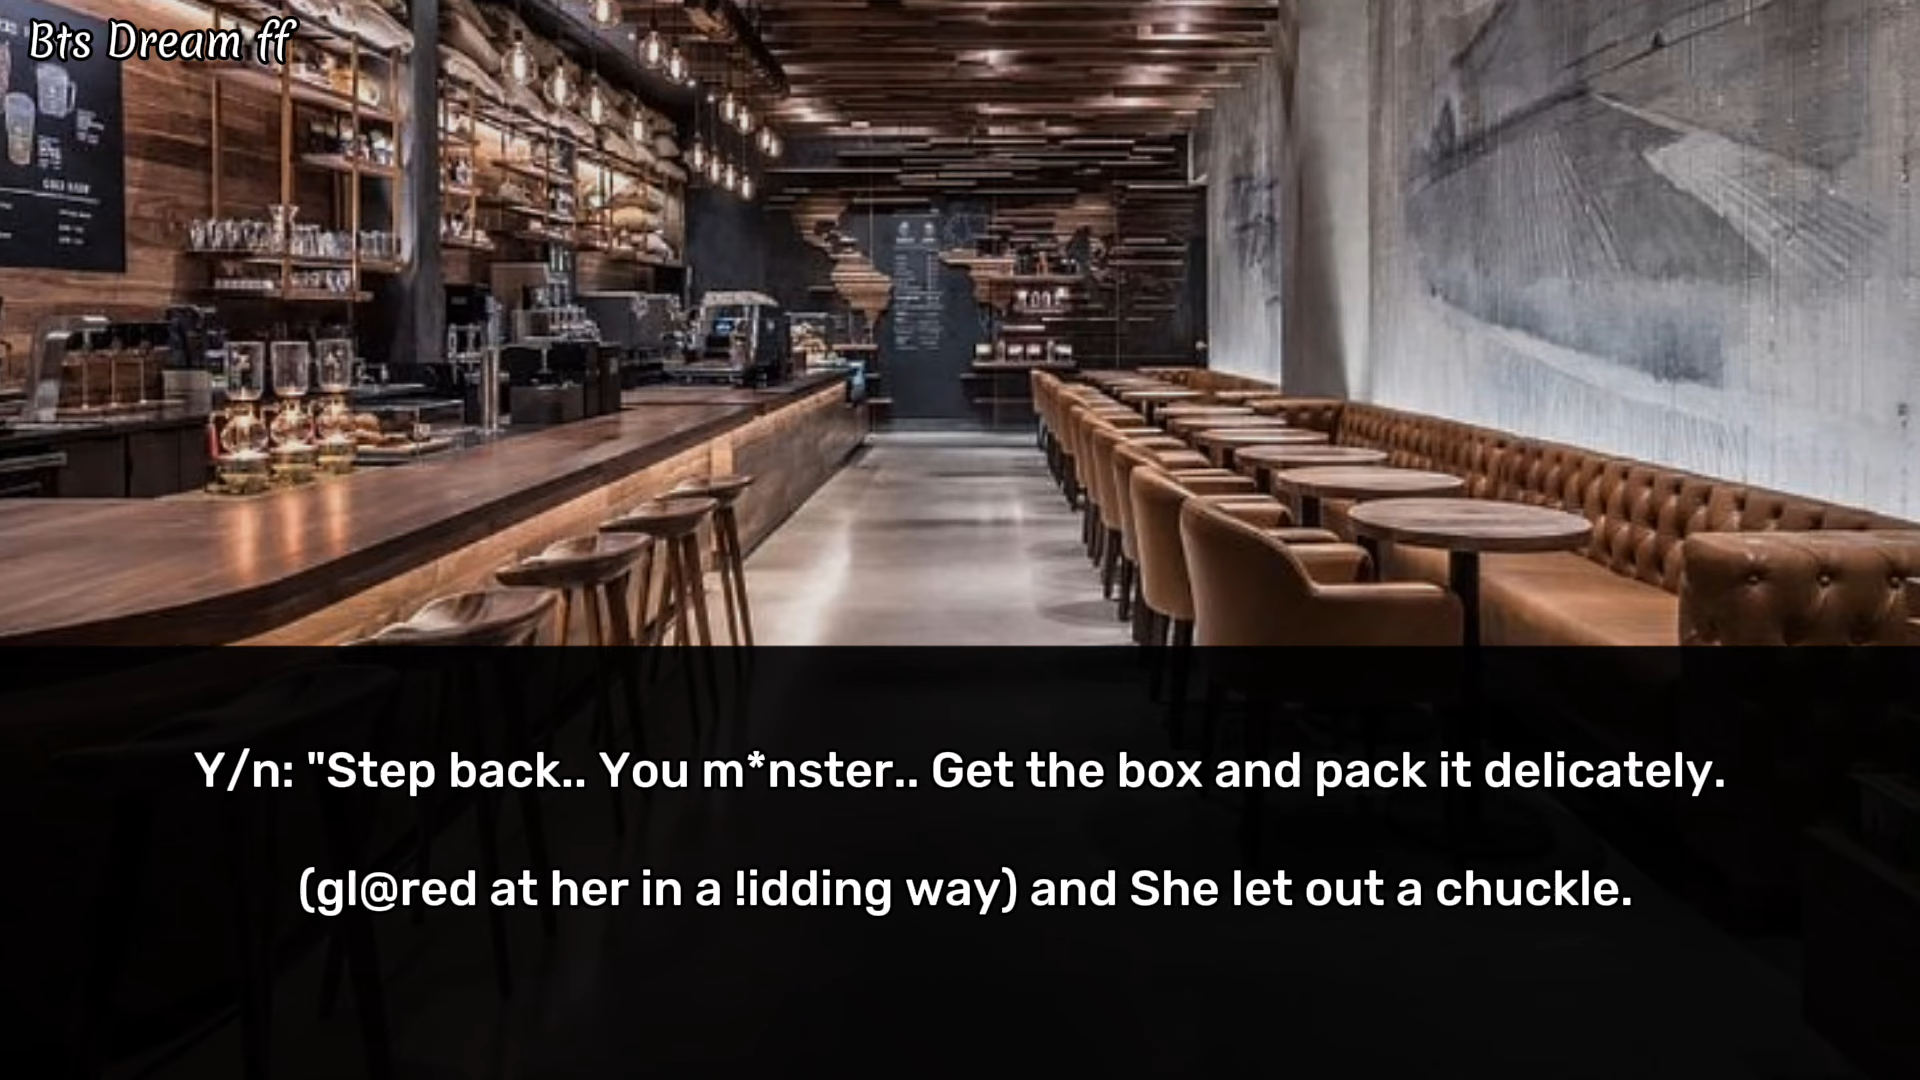 Bts Dream ff
Y/n: "Step back.. You m*nster.. Get the box and pack it delicately.
(gl@red at her in a !idding way) and She let out a chuckle.